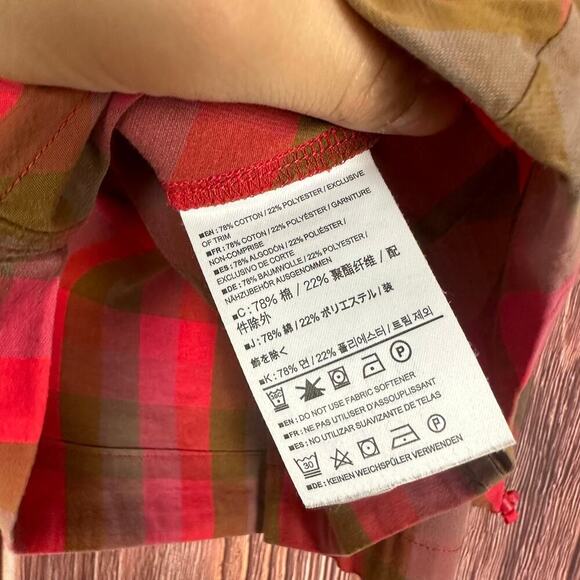 ■EN: 78% COTTON / 22% POLYESTER / EXCLUSIVE
OF TRIM
■FR: 78% COTON / 22% POLYÉSTER / GARNITURE
NON-COMPRISE
■ES: 78% ALGODÓN / 22% POLIÉSTER /
EXCLUSIVO DE CORTE
■DE: 78% BAUMWOLLE / 22% POLYESTER /
NÄHZUBEHÖR AUSGENOMMEN
■C: 78% 棉 / 22% 聚酯纤维 / 配
件除外
■J: 78% 綿 / 22% ポリエステル / 装
飾を除く
■K: 78% 면 / 22% 폴리에스터 / 트림 제외
P
■EN: DO NOT USE FABRIC SOFTENER
■FR: NE PAS UTILISER D'ASSOUPLISSANT
■ES: NO UTILIZAR SUAVIZANTE DE TELAS
30 P
■DE: KEINEN WEICHSPÜLER VERWENDEN